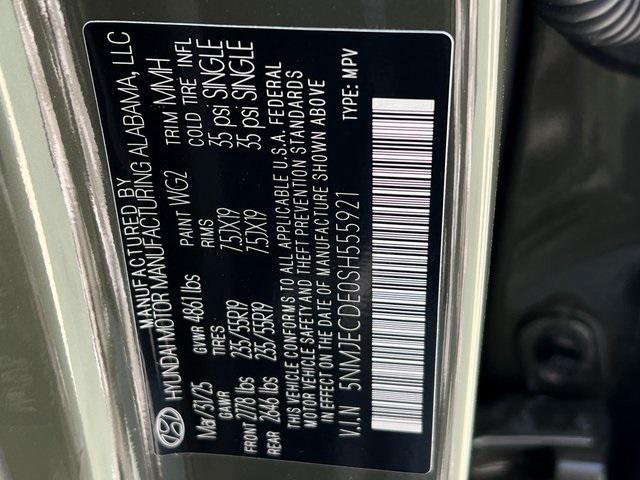 MANUFACTURED BY
HYUNDAI MOTOR MANUFACTURING ALABAMA, LLC
Mar/31/25 PAINT WG2 TRIM: MMH
GVWR 4861 lbs
GAWR TIRES RIMS COLD TIRE INFL
FRONT 2778 lbs 235/55R19 7.5JX19 35 psi SINGLE
REAR 2646 lbs 235/55R19 7.5JX19 35 psi SINGLE
THIS VEHICLE CONFORMS TO ALL APPLICABLE U.S.A. FEDERAL
MOTOR VEHICLE SAFETY AND THEFT PREVENTION STANDARDS
IN EFFECT ON THE DATE OF MANUFACTURE SHOWN ABOVE
V.I.N 5NMJECDE0SH555921 TYPE: MPV